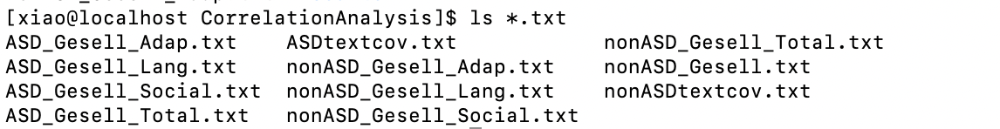 [xiao@localhost CorrelationAnalysis]$ ls *.txt
ASD_Gesell_Adap.txt    ASDtextcov.txt             nonASD_Gesell_Total.txt
ASD_Gesell_Lang.txt    nonASD_Gesell_Adap.txt     nonASD_Gesell.txt
ASD_Gesell_Social.txt  nonASD_Gesell_Lang.txt     nonASDtextcov.txt
ASD_Gesell_Total.txt   nonASD_Gesell_Social.txt